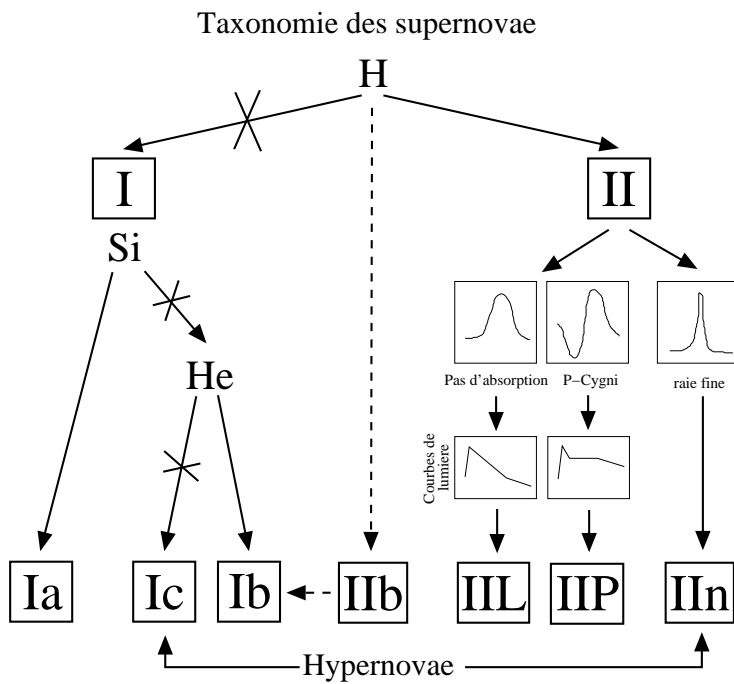 Taxonomie des supernovae
H
I
II
Si
Pas d'absorption
P−Cygni
raie fine
He
Courbes de
lumiere
Ia
Ic
Ib
IIb
IIL
IIP
IIn
Hypernovae